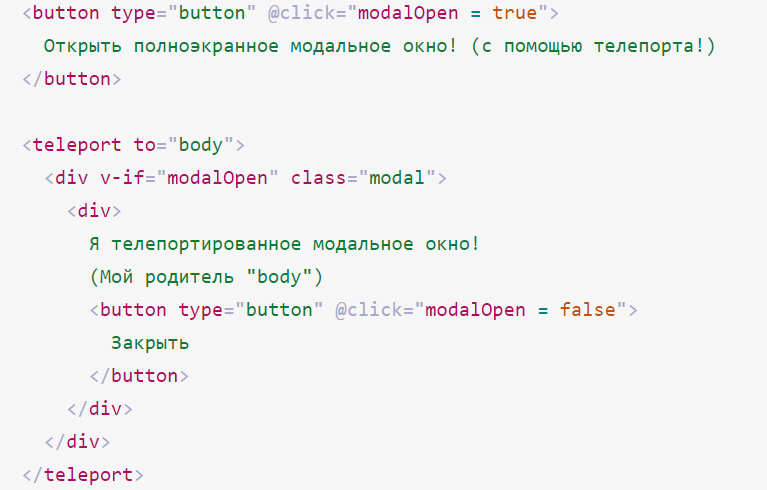 <button type="button" @click="modalOpen = true">
  Открыть полноэкранное модальное окно! (с помощью телепорта!)
</button>

<teleport to="body">
  <div v-if="modalOpen" class="modal">
    <div>
      Я телепортированное модальное окно!
      (Мой родитель "body")
      <button type="button" @click="modalOpen = false">
        Закрыть
      </button>
    </div>
  </div>
</teleport>